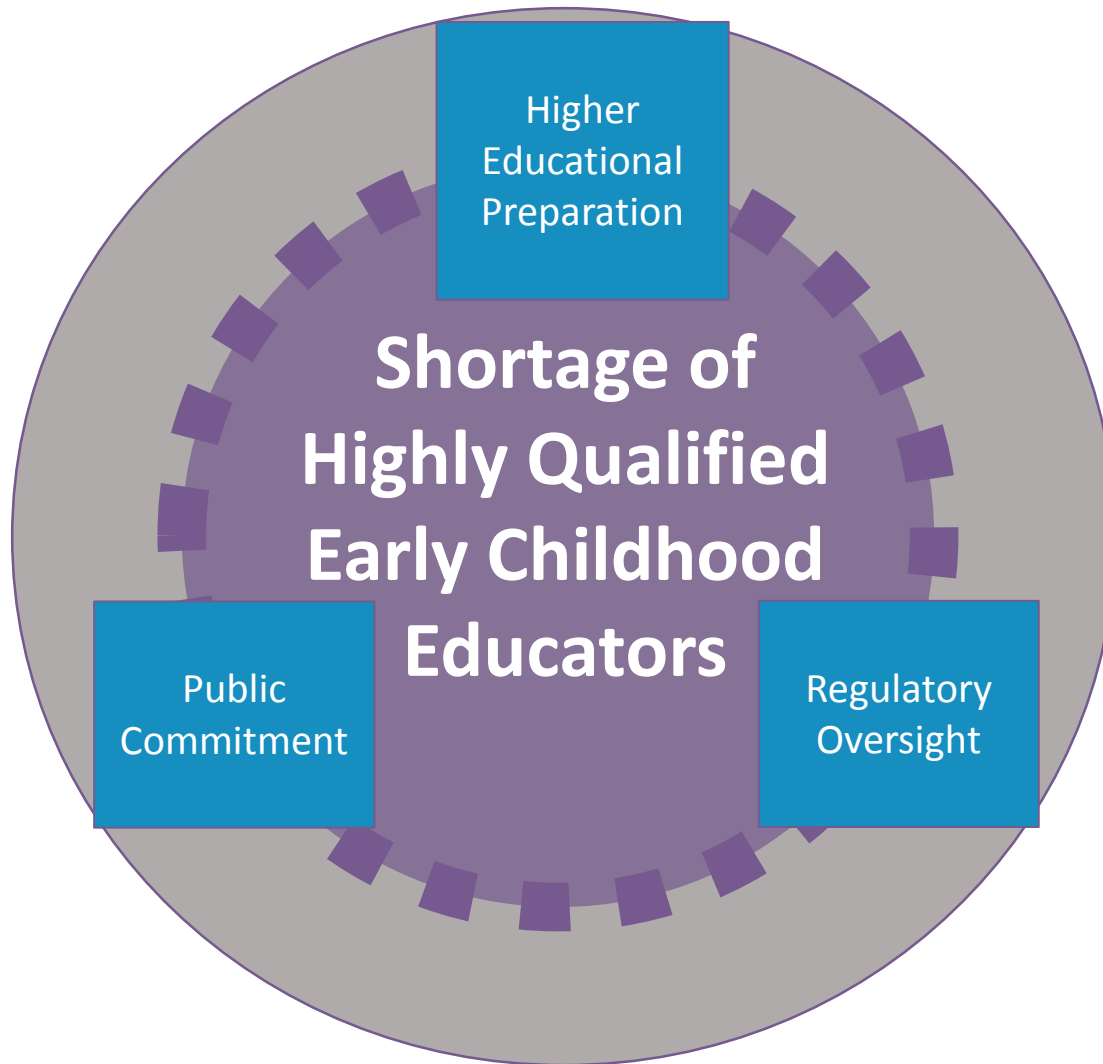 Higher
Educational
Preparation
Shortage of
Highly Qualified
Early Childhood
Educators
Public
Commitment
Regulatory
Oversight